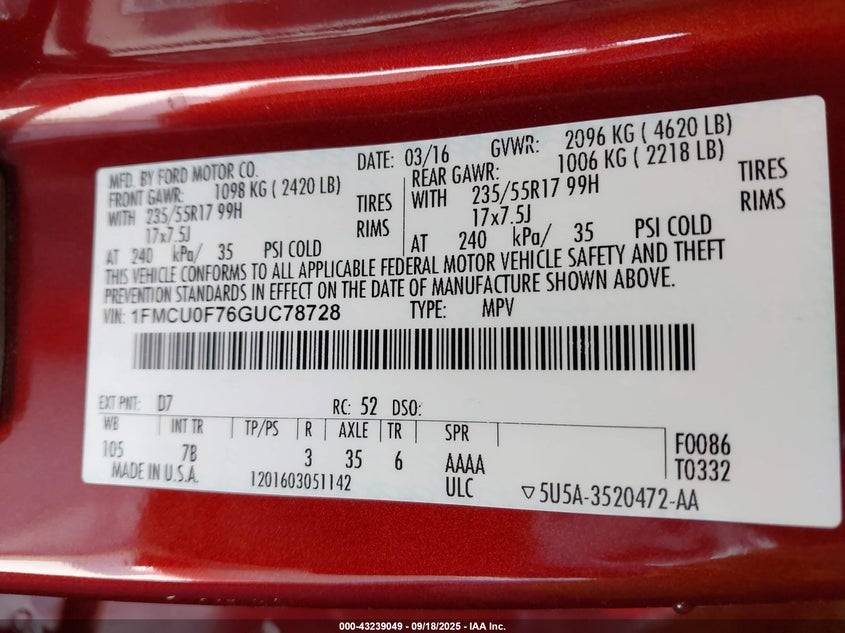 MFD. BY FORD MOTOR CO. DATE: 03/16 GVWR: 2096 KG ( 4620 LB)
FRONT GAWR: 1098 KG ( 2420 LB) REAR GAWR: 1006 KG ( 2218 LB)
WITH 235/55R17 99H TIRES WITH 235/55R17 99H TIRES
17x7.5J RIMS 17x7.5J RIMS
AT 240 kPa/ 35 PSI COLD AT 240 kPa/ 35 PSI COLD
THIS VEHICLE CONFORMS TO ALL APPLICABLE FEDERAL MOTOR VEHICLE SAFETY AND THEFT
PREVENTION STANDARDS IN EFFECT ON THE DATE OF MANUFACTURE SHOWN ABOVE.
VIN: 1FMCU0F76GUC78728 TYPE: MPV
EXT PNT: D7 RC: 52 DSO:
WB INT TR TP/PS R AXLE TR SPR
105 7B 3 35 6 AAAA F0086
MADE IN U.S.A. 1201603051142 ULC T0332
▽5U5A-3520472-AA
000-43239049 - 09/18/2025 - IAA Inc.